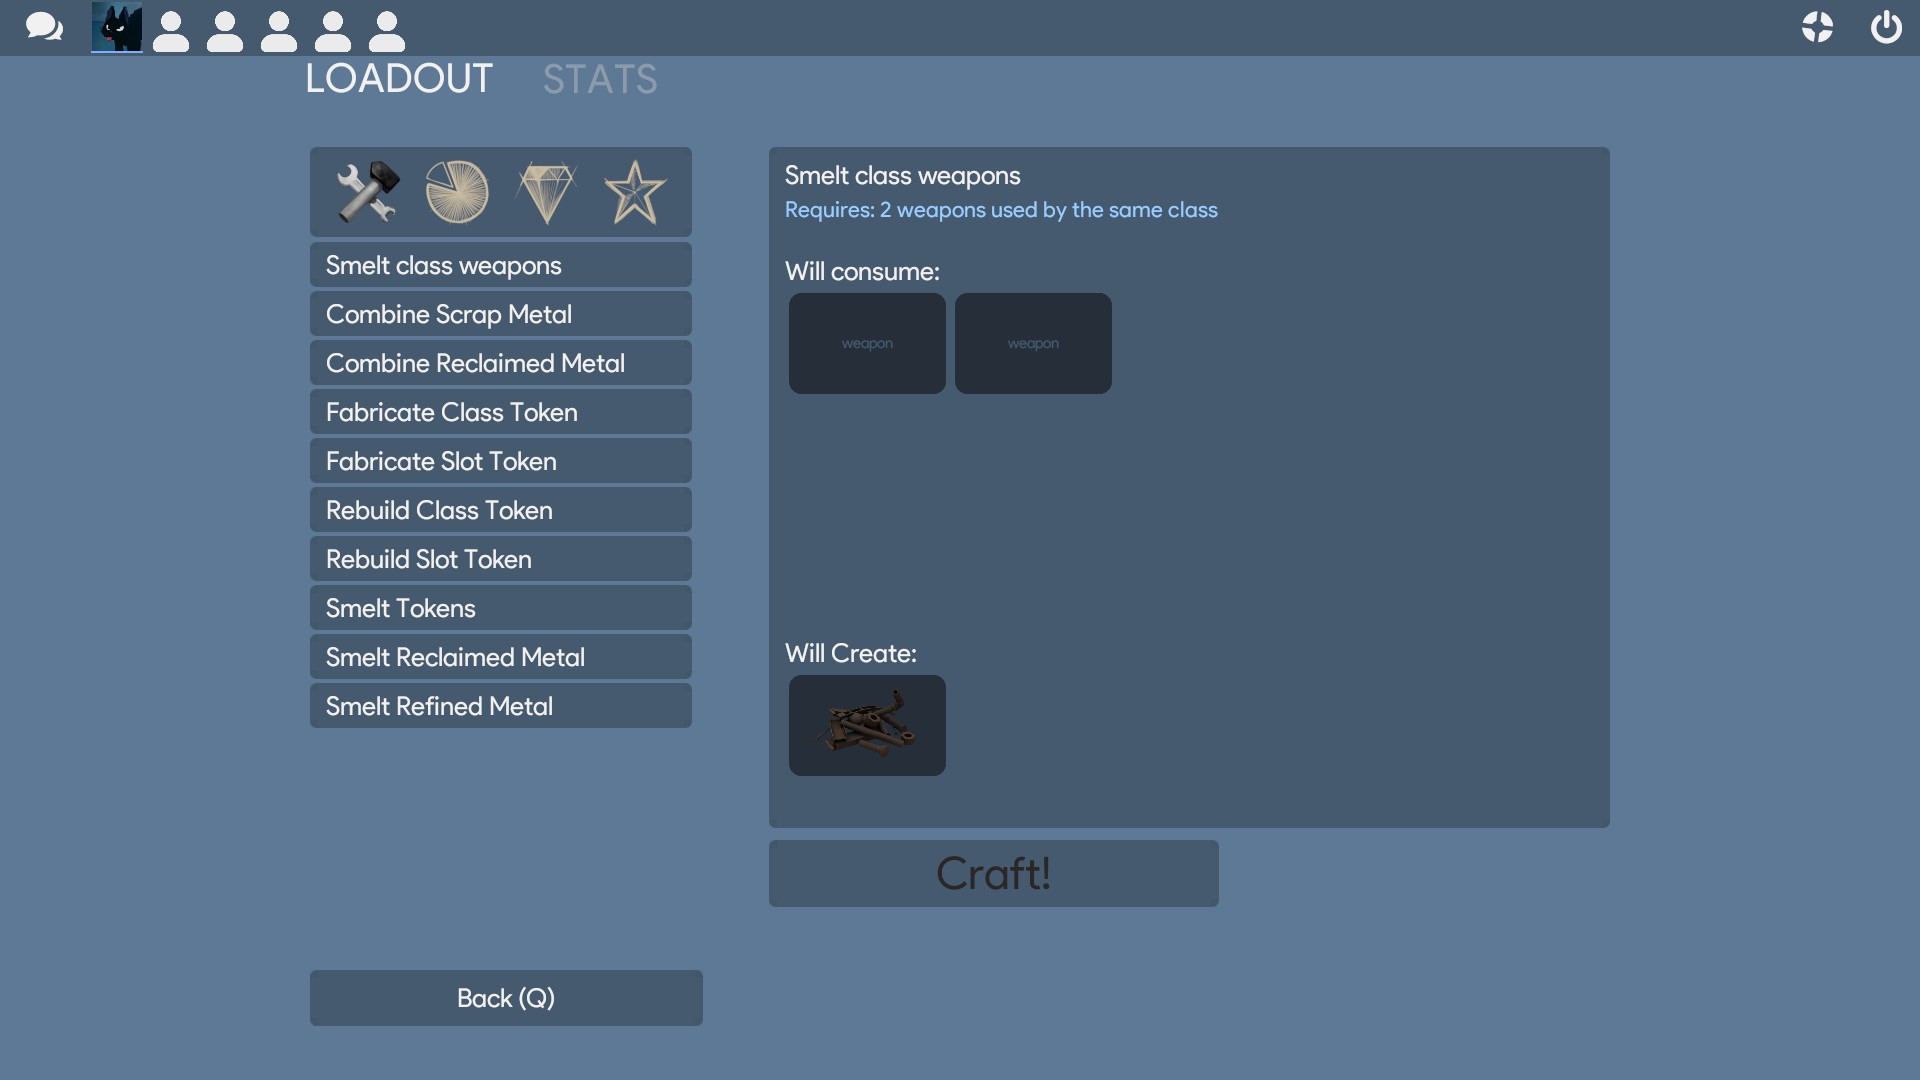 LOADOUT STATS
Smelt class weapons
Combine Scrap Metal
Combine Reclaimed Metal
Fabricate Class Token
Fabricate Slot Token
Rebuild Class Token
Rebuild Slot Token
Smelt Tokens
Smelt Reclaimed Metal
Smelt Refined Metal
Smelt class weapons
Requires: 2 weapons used by the same class
Will consume:
weapon weapon
Will Create:
Craft!
Back (Q)